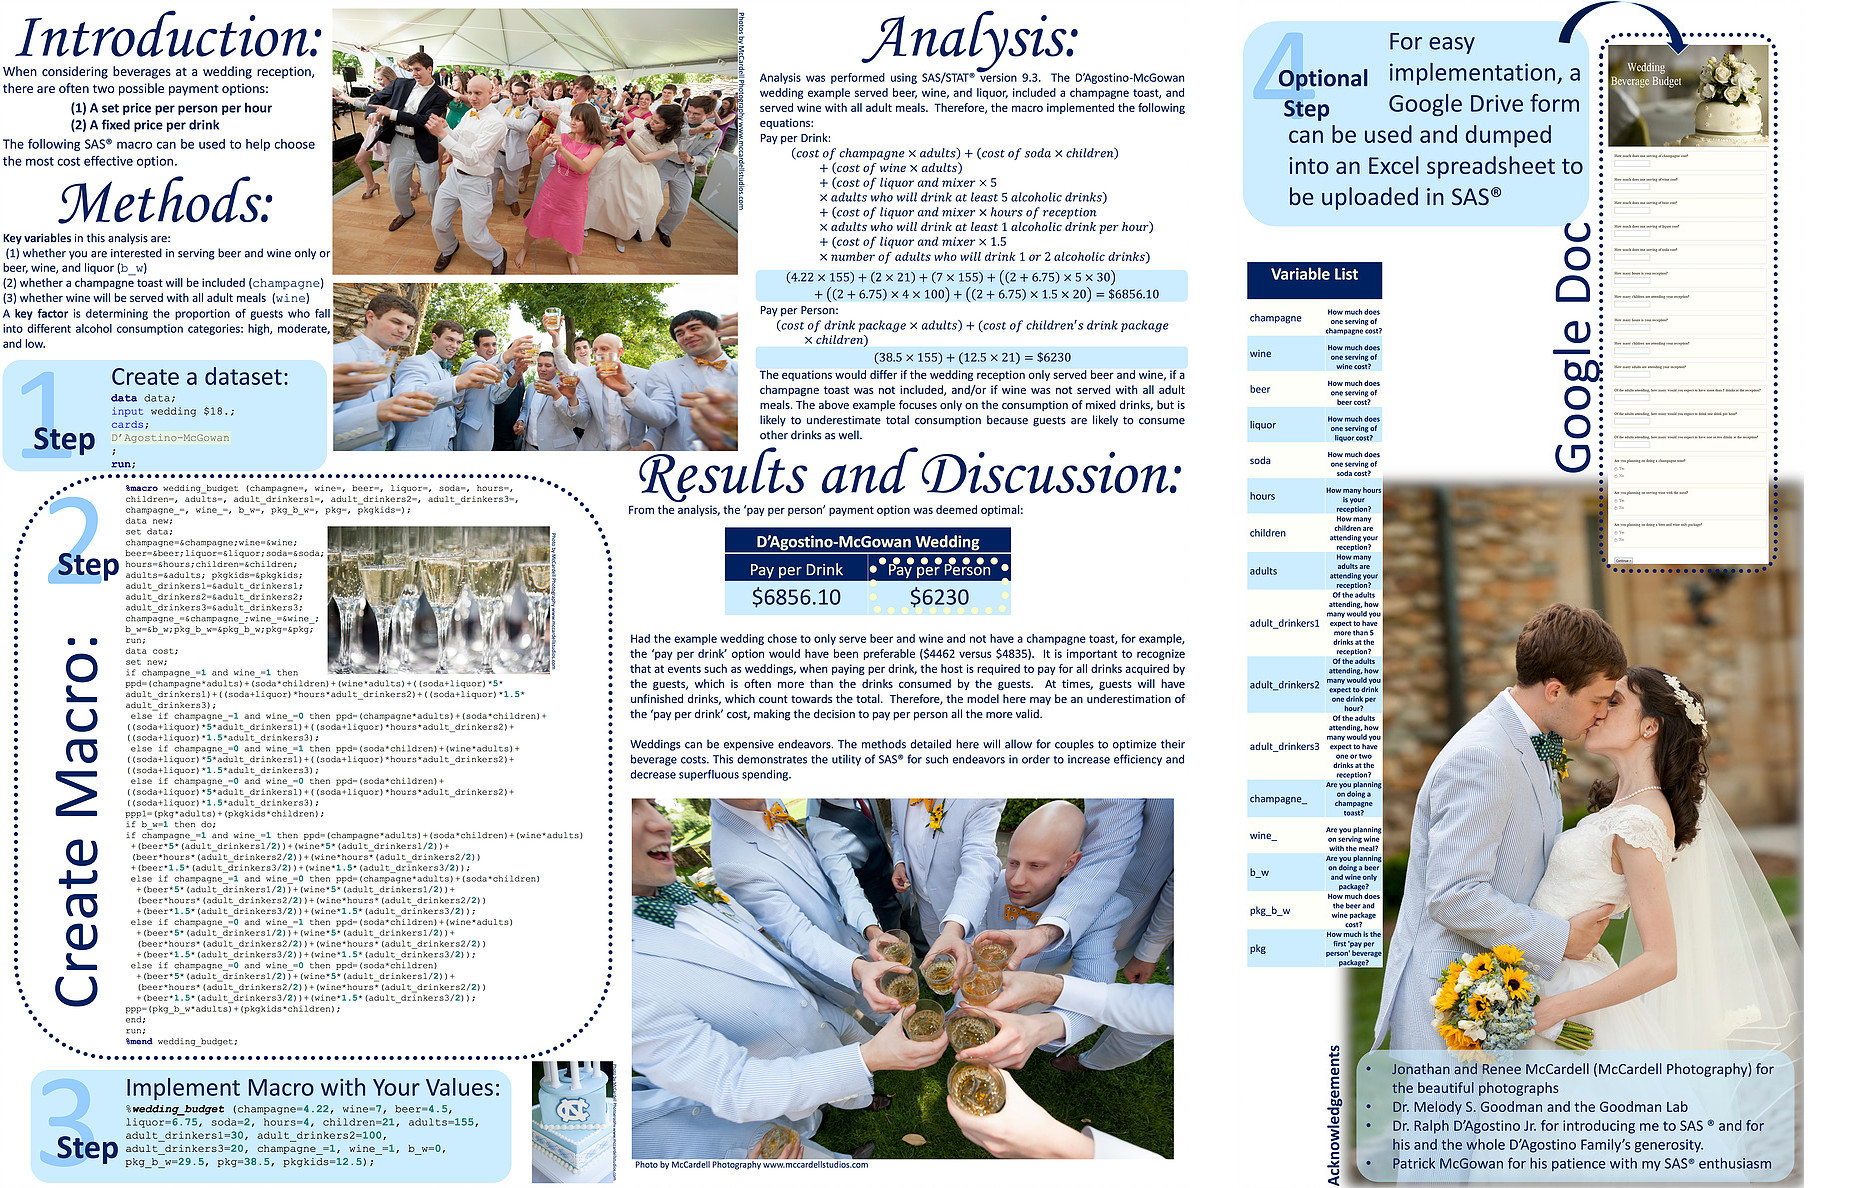 Introduction:
When considering beverages at a wedding reception,
there are often two possible payment options:
(1) A set price per person per hour
(2) A fixed price per drink
The following SAS® macro can be used to help choose
the most cost effective option.
Methods:
Key variables in this analysis are:
(1) whether you are interested in serving beer and wine only or
beer, wine, and liquor (b_w)
(2) whether a champagne toast will be included (champagne)
(3) whether wine will be served with all adult meals (wine)
A key factor is determining the proportion of guests who fall
into different alcohol consumption categories: high, moderate,
and low.
1
Step
Create a dataset:
data data;
input wedding $18.;
cards;
D'Agostino-McGowan
;
run;
2
Step
Create Macro:
%macro wedding_budget (champagne=, wine=, beer=, liquor=, soda=, hours=,
children=, adults=, adult_drinkers1=, adult_drinkers2=, adult_drinkers3=,
champagne_=, wine_=, b_w=, pkg_b_w=, pkg=, pkgkids=);
data new;
set data;
champagne=&champagne;wine=&wine;
beer=&beer;liquor=&liquor;soda=&soda;
hours=&hours;children=&children;
adults=&adults; pkgkids=&pkgkids;
adult_drinkers1=&adult_drinkers1;
adult_drinkers2=&adult_drinkers2;
adult_drinkers3=&adult_drinkers3;
champagne_=&champagne_;wine_=&wine_;
b_w=&b_w;pkg_b_w=&pkg_b_w;pkg=&pkg;
run;
data cost;
set new;
if champagne_=1 and wine_=1 then
ppd=(champagne*adults)+(soda*children)+(wine*adults)+((soda+liquor)*5*
adult_drinkers1)+((soda+liquor)*hours*adult_drinkers2)+((soda+liquor)*1.5*
adult_drinkers3);
else if champagne_=1 and wine_=0 then ppd=(champagne*adults)+(soda*children)+
((soda+liquor)*5*adult_drinkers1)+((soda+liquor)*hours*adult_drinkers2)+
((soda+liquor)*1.5*adult_drinkers3);
else if champagne_=0 and wine_=1 then ppd=(soda*children)+(wine*adults)+
((soda+liquor)*5*adult_drinkers1)+((soda+liquor)*hours*adult_drinkers2)+
((soda+liquor)*1.5*adult_drinkers3);
else if champagne_=0 and wine_=0 then ppd=(soda*children)+
((soda+liquor)*5*adult_drinkers1)+((soda+liquor)*hours*adult_drinkers2)+
((soda+liquor)*1.5*adult_drinkers3);
ppp1=(pkg*adults)+(pkgkids*children);
if b_w=1 then do;
if champagne_=1 and wine_=1 then ppd=(champagne*adults)+(soda*children)+(wine*adults)
+(beer*5*(adult_drinkers1/2))+(wine*5*(adult_drinkers1/2))+
(beer*hours*(adult_drinkers2/2))+(wine*hours*(adult_drinkers2/2))
+(beer*1.5*(adult_drinkers3/2))+(wine*1.5*(adult_drinkers3/2));
else if champagne_=1 and wine_=0 then ppd=(champagne*adults)+(soda*children)
+(beer*5*(adult_drinkers1/2))+(wine*5*(adult_drinkers1/2))+
(beer*hours*(adult_drinkers2/2))+(wine*hours*(adult_drinkers2/2))
+(beer*1.5*(adult_drinkers3/2))+(wine*1.5*(adult_drinkers3/2));
else if champagne_=0 and wine_=1 then ppd=(soda*children)+(wine*adults)
+(beer*5*(adult_drinkers1/2))+(wine*5*(adult_drinkers1/2))+
(beer*hours*(adult_drinkers2/2))+(wine*hours*(adult_drinkers2/2))
+(beer*1.5*(adult_drinkers3/2))+(wine*1.5*(adult_drinkers3/2));
else if champagne_=0 and wine_=0 then ppd=(soda*children)
+(beer*5*(adult_drinkers1/2))+(wine*5*(adult_drinkers1/2))+
(beer*hours*(adult_drinkers2/2))+(wine*hours*(adult_drinkers2/2))
+(beer*1.5*(adult_drinkers3/2))+(wine*1.5*(adult_drinkers3/2));
ppp=(pkg_b_w*adults)+(pkgkids*children);
end;
run;
%mend wedding_budget;
3
Step
Implement Macro with Your Values:
%wedding_budget (champagne=4.22, wine=7, beer=4.5,
liquor=6.75, soda=2, hours=4, children=21, adults=155,
adult_drinkers1=30, adult_drinkers2=100,
adult_drinkers3=20, champagne_=1, wine_=1, b_w=0,
pkg_b_w=29.5, pkg=38.5, pkgkids=12.5);
Photos by McCardell Photography www.mccardellstudios.com
Analysis:
Analysis was performed using SAS/STAT® version 9.3. The D'Agostino-McGowan
wedding example served beer, wine, and liquor, included a champagne toast, and
served wine with all adult meals. Therefore, the macro implemented the following
equations:
Pay per Drink:
(cost of champagne × adults) + (cost of soda × children)
+ (cost of wine × adults)
+ (cost of liquor and mixer × 5
× adults who will drink at least 5 alcoholic drinks)
+ (cost of liquor and mixer × hours of reception
× adults who will drink at least 1 alcoholic drink per hour)
+ (cost of liquor and mixer × 1.5
× number of adults who will drink 1 or 2 alcoholic drinks)
(4.22 × 155) + (2 × 21) + (7 × 155) + ((2 + 6.75) × 5 × 30)
+ ((2 + 6.75) × 4 × 100) + ((2 + 6.75) × 1.5 × 20) = $6856.10
Pay per Person:
(cost of drink package × adults) + (cost of children's drink package
× children)
(38.5 × 155) + (12.5 × 21) = $6230
The equations would differ if the wedding reception only served beer and wine, if a
champagne toast was not included, and/or if wine was not served with all adult
meals. The above example focuses only on the consumption of mixed drinks, but is
likely to underestimate total consumption because guests are likely to consume
other drinks as well.
Results and Discussion:
From the analysis, the 'pay per person' payment option was deemed optimal:
D'Agostino-McGowan Wedding
Pay per Drink Pay per Person
$6856.10 $6230
Had the example wedding chose to only serve beer and wine and not have a champagne toast, for example,
the 'pay per drink' option would have been preferable ($4462 versus $4835). It is important to recognize
that at events such as weddings, when paying per drink, the host is required to pay for all drinks acquired by
the guests, which is often more than the drinks consumed by the guests. At times, guests will have
unfinished drinks, which count towards the total. Therefore, the model here may be an underestimation of
the 'pay per drink' cost, making the decision to pay per person all the more valid.
Weddings can be expensive endeavors. The methods detailed here will allow for couples to optimize their
beverage costs. This demonstrates the utility of SAS® for such endeavors in order to increase efficiency and
decrease superfluous spending.
Photo by McCardell Photography www.mccardellstudios.com
4
Optional
Step
For easy
implementation, a
Google Drive form
can be used and dumped
into an Excel spreadsheet to
be uploaded in SAS®
Google Doc
Wedding
Beverage Budget
Variable List
champagne How much does
one serving of
champagne cost?
wine How much does
one serving of
wine cost?
beer How much does
one serving of
beer cost?
liquor How much does
one serving of
liquor cost?
soda How much does
one serving of
soda cost?
hours How many hours
is your
reception?
children How many
children are
attending your
reception?
adults How many
adults are
attending your
reception?
adult_drinkers1 Of the adults
attending, how
many would you
expect to have
more than 5
drinks at the
reception?
adult_drinkers2 Of the adults
attending, how
many would you
expect to drink
one drink per
hour?
adult_drinkers3 Of the adults
attending, how
many would you
expect to have
one or two
drinks at the
reception?
champagne_ Are you planning
on doing a
champagne
toast?
wine_ Are you planning
on serving wine
with the meal?
b_w Are you planning
on doing a beer
and wine only
package?
pkg_b_w How much does
the beer and
wine package
cost?
pkg How much is the
first 'pay per
person' beverage
package?
Acknowledgements
• Jonathan and Renee McCardell (McCardell Photography) for
the beautiful photographs
• Dr. Melody S. Goodman and the Goodman Lab
• Dr. Ralph D'Agostino Jr. for introducing me to SAS ® and for
his and the whole D'Agostino Family's generosity.
• Patrick McGowan for his patience with my SAS® enthusiasm